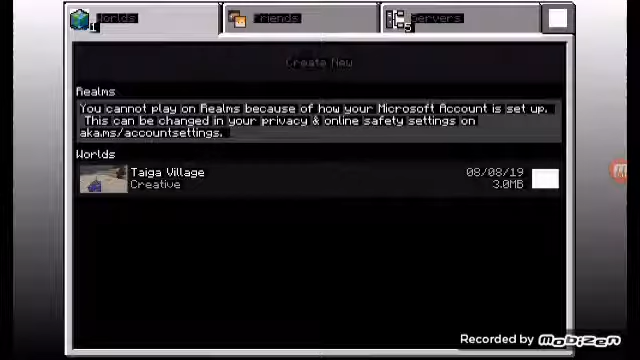 Worlds
1
Friends
Servers
5
Create New
Realms
You cannot play on Realms because of how your Microsoft Account is set up.
This can be changed in your privacy & online safety settings on
aka.ms/accountsettings.
Worlds
Taiga Village
08/08/19
Creative
3.0MB
M
Recorded by Mobizen